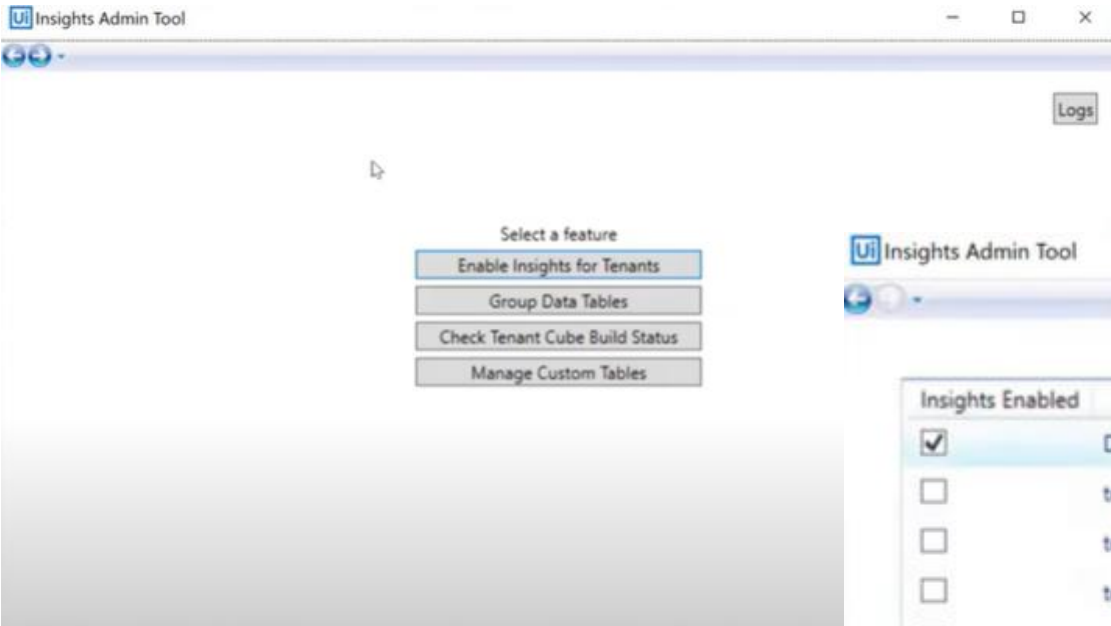 Ui Insights Admin Tool
Logs
Select a feature
Enable Insights for Tenants
Group Data Tables
Check Tenant Cube Build Status
Manage Custom Tables
Ui Insights Admin Tool
Insights Enabled